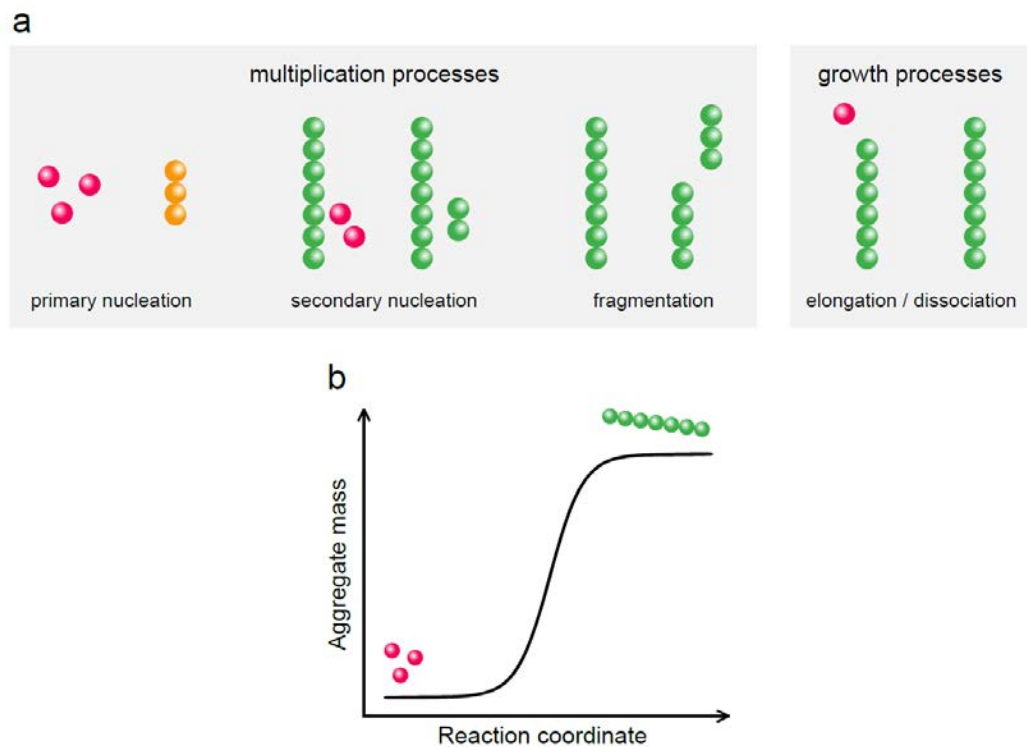 a
multiplication processes
growth processes
primary nucleation
secondary nucleation
fragmentation
elongation / dissociation
b
Aggregate mass
Reaction coordinate